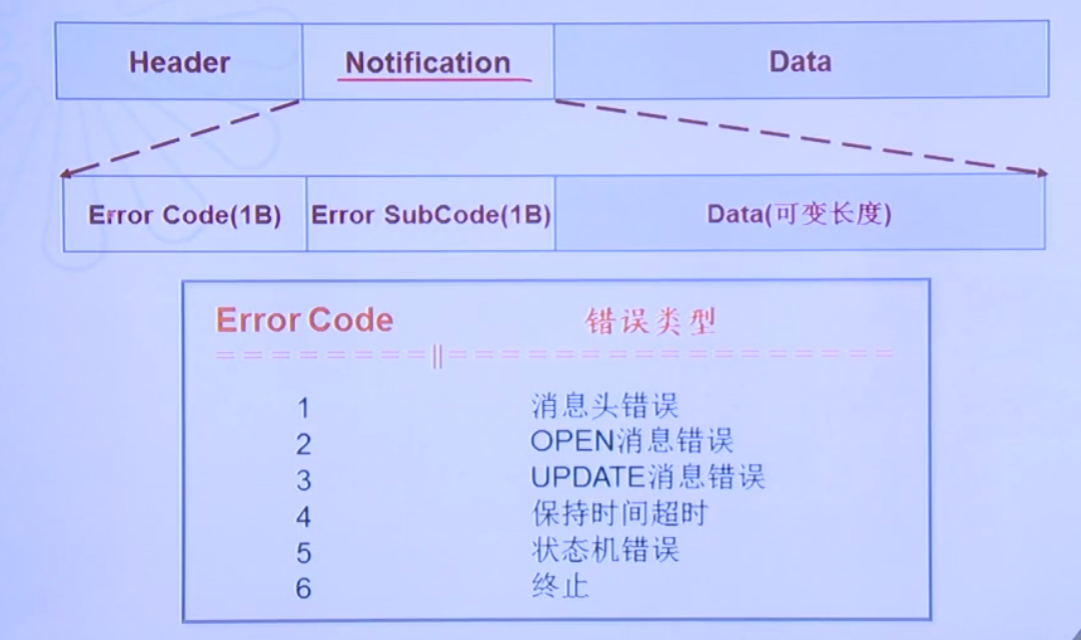 Header Notification Data
Error Code(1B) Error SubCode(1B) Data(可变长度)
Error Code 错误类型
========||=================
1 消息头错误
2 OPEN消息错误
3 UPDATE消息错误
4 保持时间超时
5 状态机错误
6 终止